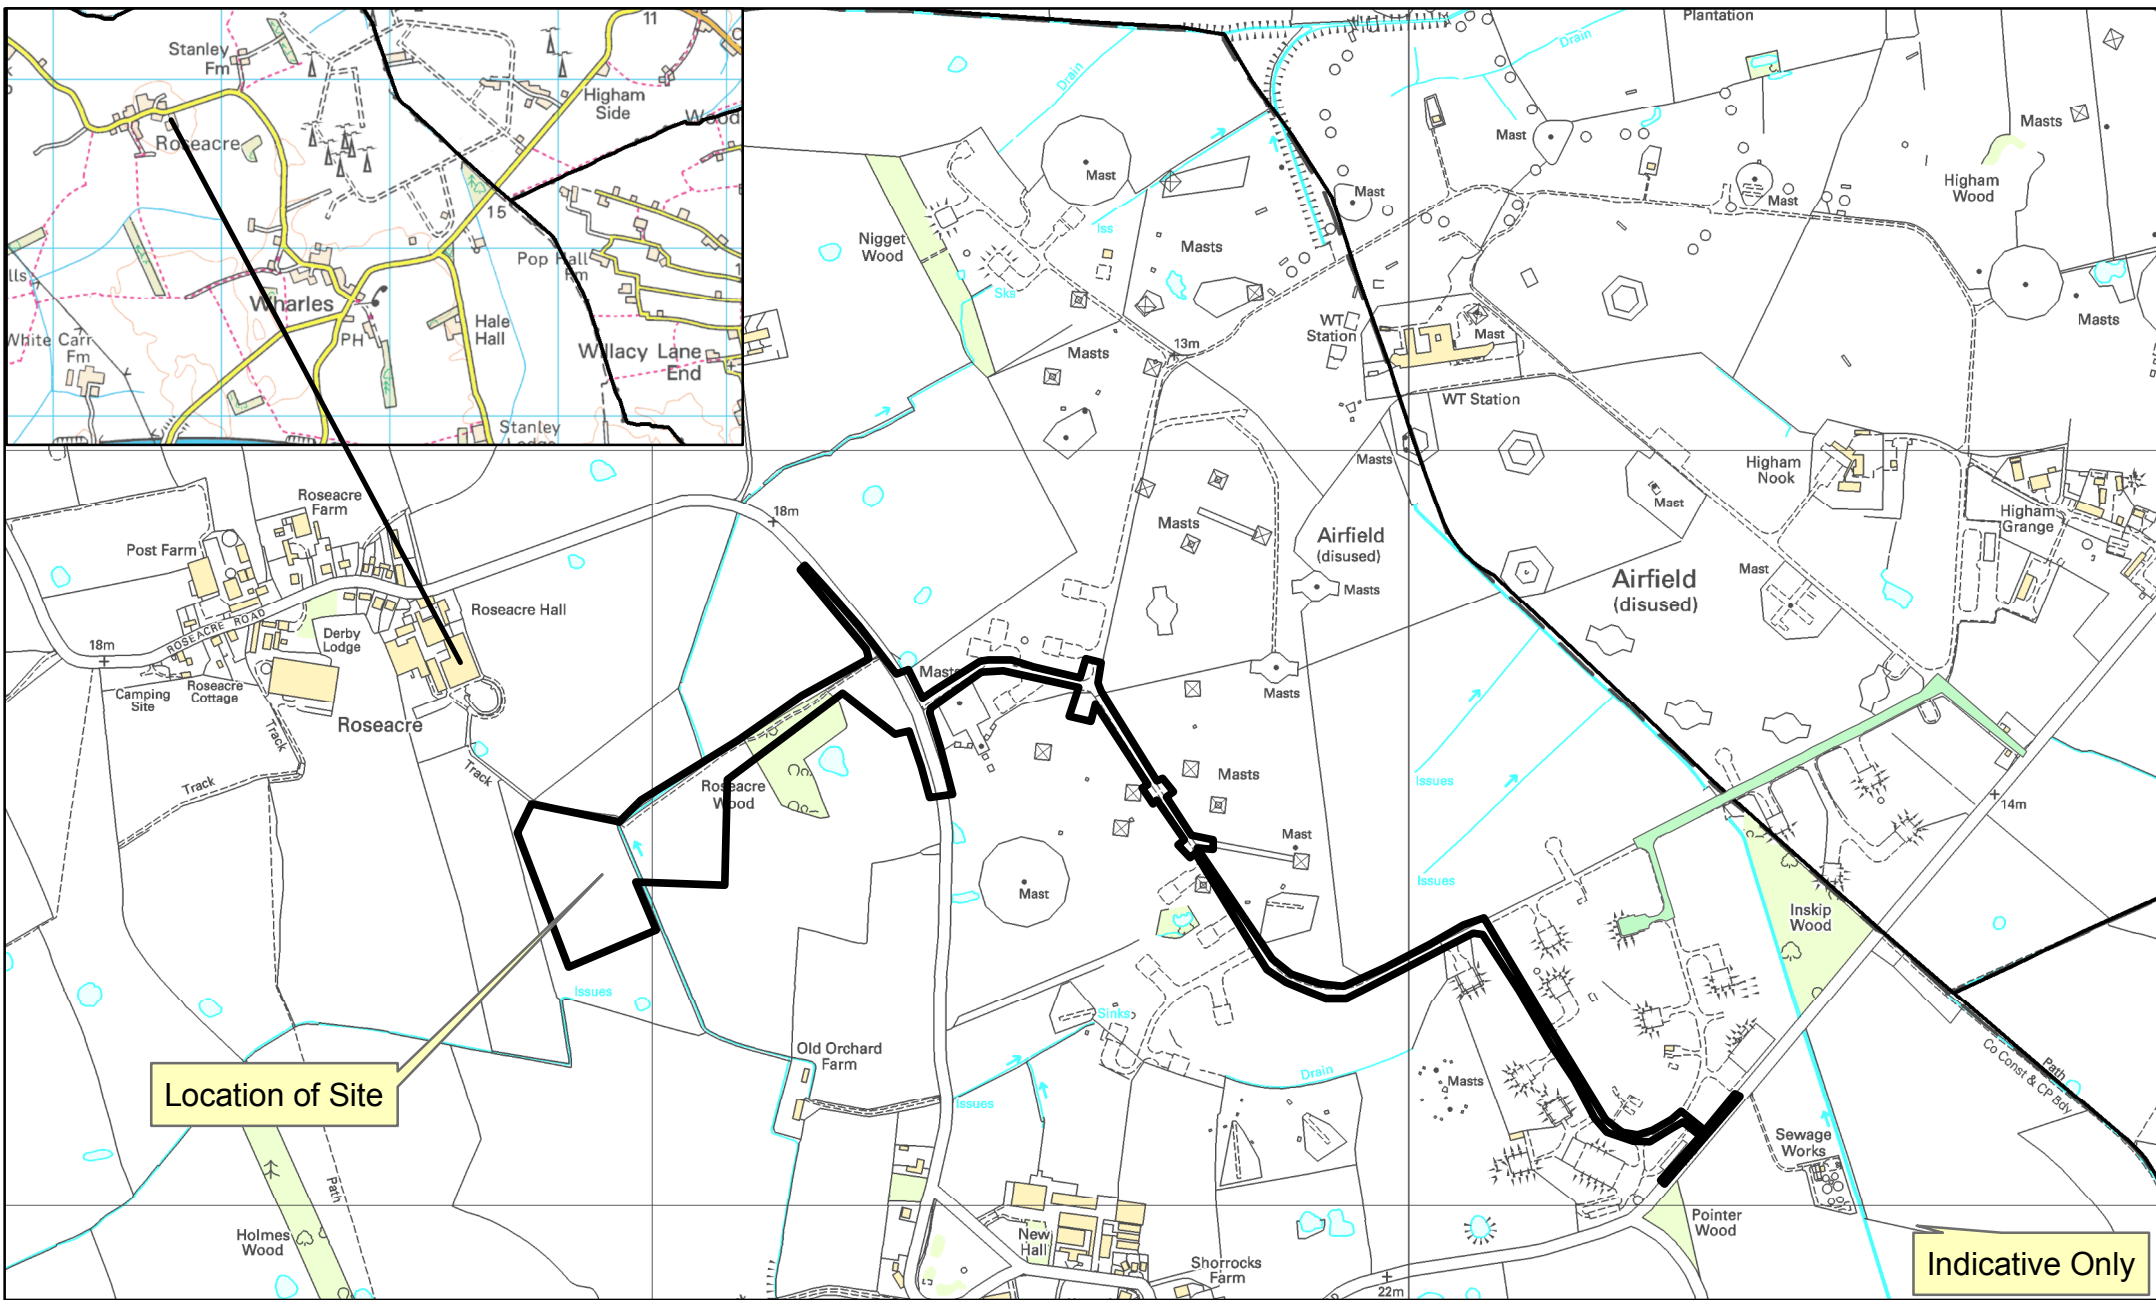 11
Stanley
Fm
Higham
Side
Roseacre
Wood
15
Pop Hall
Fm
lls
Wharles
White Carr
Fm
PH
Hale
Hall
Willacy Lane
End
Stanley
Lodge
Plantation
Drain
Drain
Mast
Mast
Masts
Mast
Mast
Higham
Wood
Nigget
Wood
Iss
Masts
Sks
WT
Station
Mast
Masts
Masts
13m
WT Station
Masts
Higham
Nook
Mast
Higham
Grange
Roseacre
Farm
18m
Post Farm
Masts
Airfield
(disused)
Masts
Airfield
(disused)
Mast
Roseacre Hall
ROSEACRE ROAD
Derby
Lodge
18m
Camping
Site
Roseacre
Cottage
Masts
Masts
Roseacre
Track
Track
Track
Roseacre
Wood
Masts
Issues
14m
Mast
Mast
Issues
Inskip
Wood
Issues
Sinks
Old Orchard
Farm
Drain
Masts
Issues
Path
Co Const & CP Bdy
Location of Site
Sewage
Works
Path
Holmes
Wood
New
Hall
Shorrocks
Farm
Pointer
Wood
22m
Indicative Only